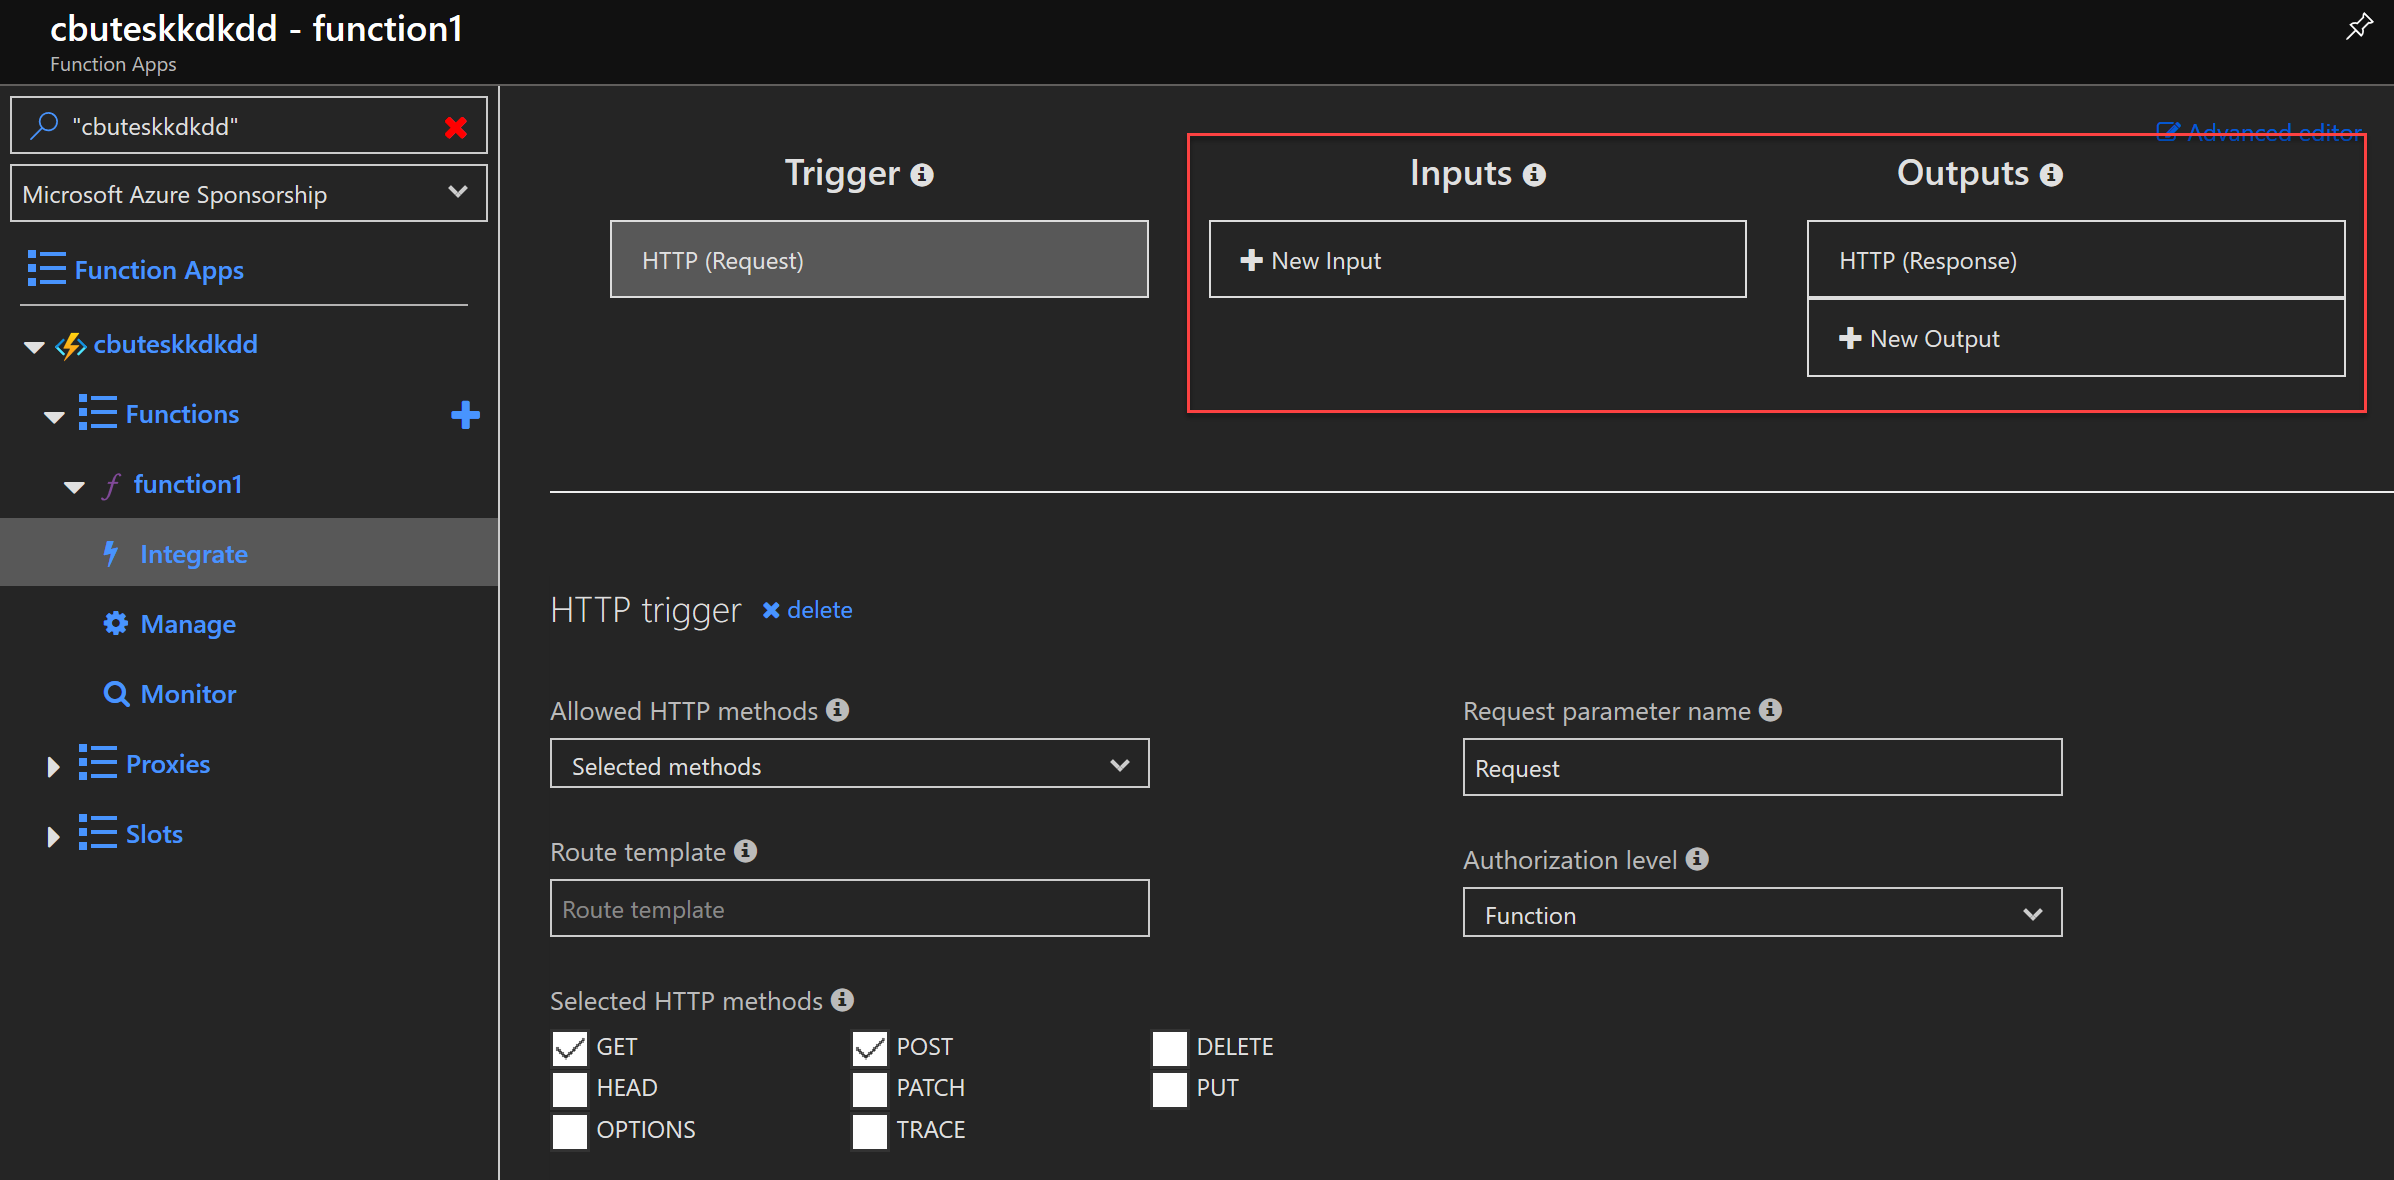 cbuteskkdkdd - function1
Function Apps
"cbuteskkdkdd"
Microsoft Azure Sponsorship
Function Apps
cbuteskkdkdd
Functions
function1
Integrate
Manage
Monitor
Proxies
Slots
Advanced editor
Trigger
Inputs
Outputs
HTTP (Request)
New Input
HTTP (Response)
New Output
HTTP trigger
delete
Allowed HTTP methods
Request parameter name
Selected methods
Request
Route template
Authorization level
Route template
Function
Selected HTTP methods
GET
POST
DELETE
HEAD
PATCH
PUT
OPTIONS
TRACE